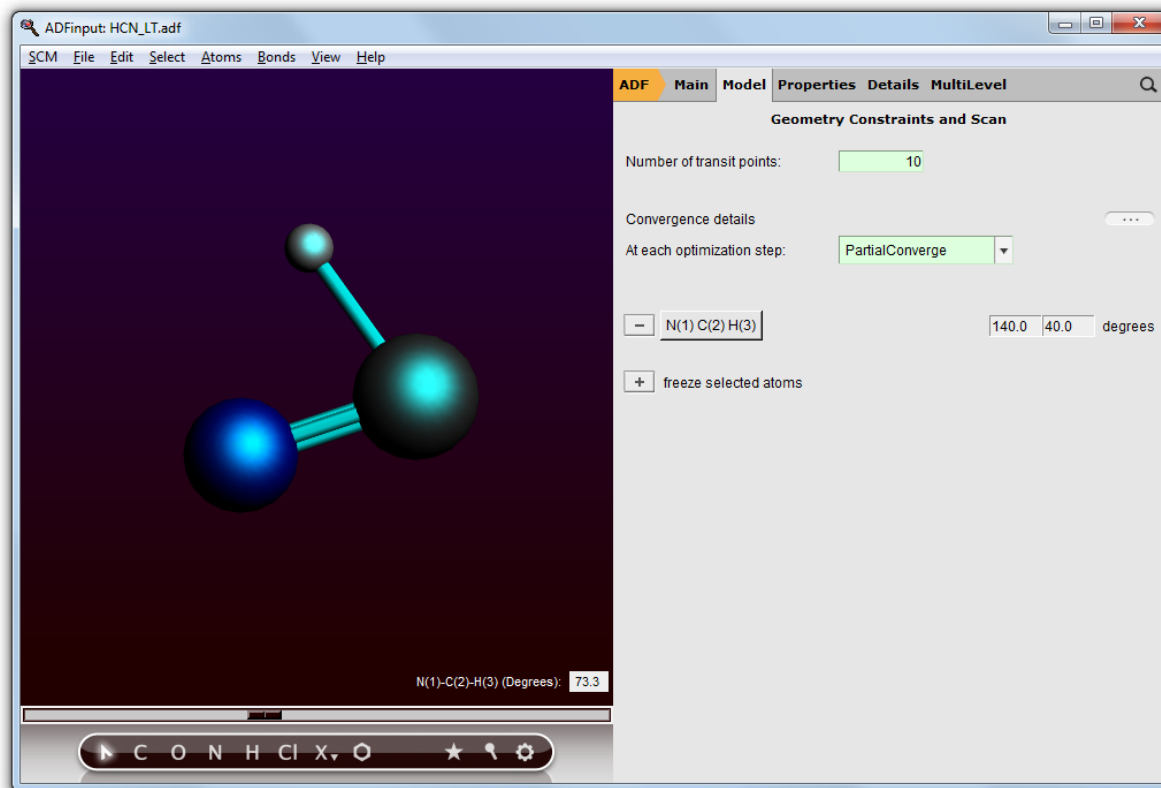 ADFinput: HCN_LT.adf
SCM File Edit Select Atoms Bonds View Help
ADF Main Model Properties Details MultiLevel
Geometry Constraints and Scan
Number of transit points: 10
Convergence details ...
At each optimization step: PartialConverge
N(1) C(2) H(3) 140.0 40.0 degrees
+ freeze selected atoms
N(1)-C(2)-H(3) (Degrees): 73.3
C O N H Cl X